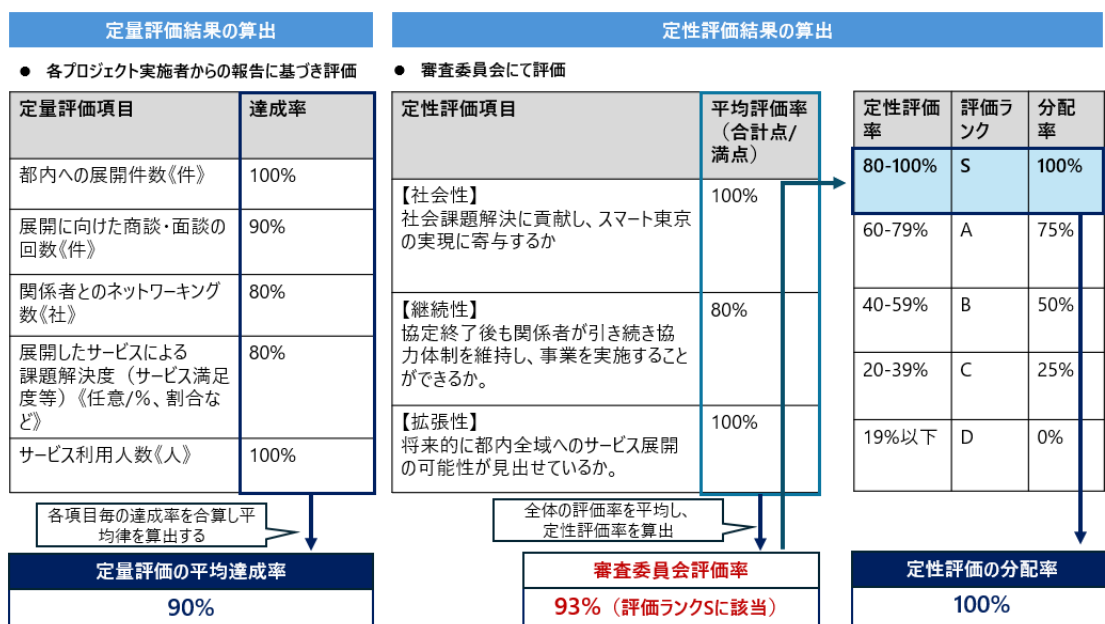 定量評価結果の算出
● 各プロジェクト実施者からの報告に基づき評価
定量評価項目
達成率
都内への展開件数《件》
100%
展開に向けた商談・面談の
回数《件》
90%
関係者とのネットワーキング
数《社》
80%
展開したサービスによる
課題解決度（サービス満足
度等）《任意/%、割合な
ど》
80%
サービス利用人数《人》
100%
各項目毎の達成率を合算し平
均律を算出する
定量評価の平均達成率
90%
定性評価結果の算出
● 審査委員会にて評価
定性評価項目
平均評価率
（合計点/
満点）
【社会性】
社会課題解決に貢献し、スマート東京
の実現に寄与するか
100%
【継続性】
協定終了後も関係者が引き続き協
力体制を維持し、事業を実施すること
ができるか。
80%
【拡張性】
将来的に都内全域へのサービス展開
の可能性が見出せているか。
100%
全体の評価率を平均し、
定性評価率を算出
審査委員会評価率
93%（評価ランクSに該当）
定性評価
率
評価ラ
ンク
分配
率
80-100% S 100%
60-79% A 75%
40-59% B 50%
20-39% C 25%
19%以下 D 0%
定性評価の分配率
100%